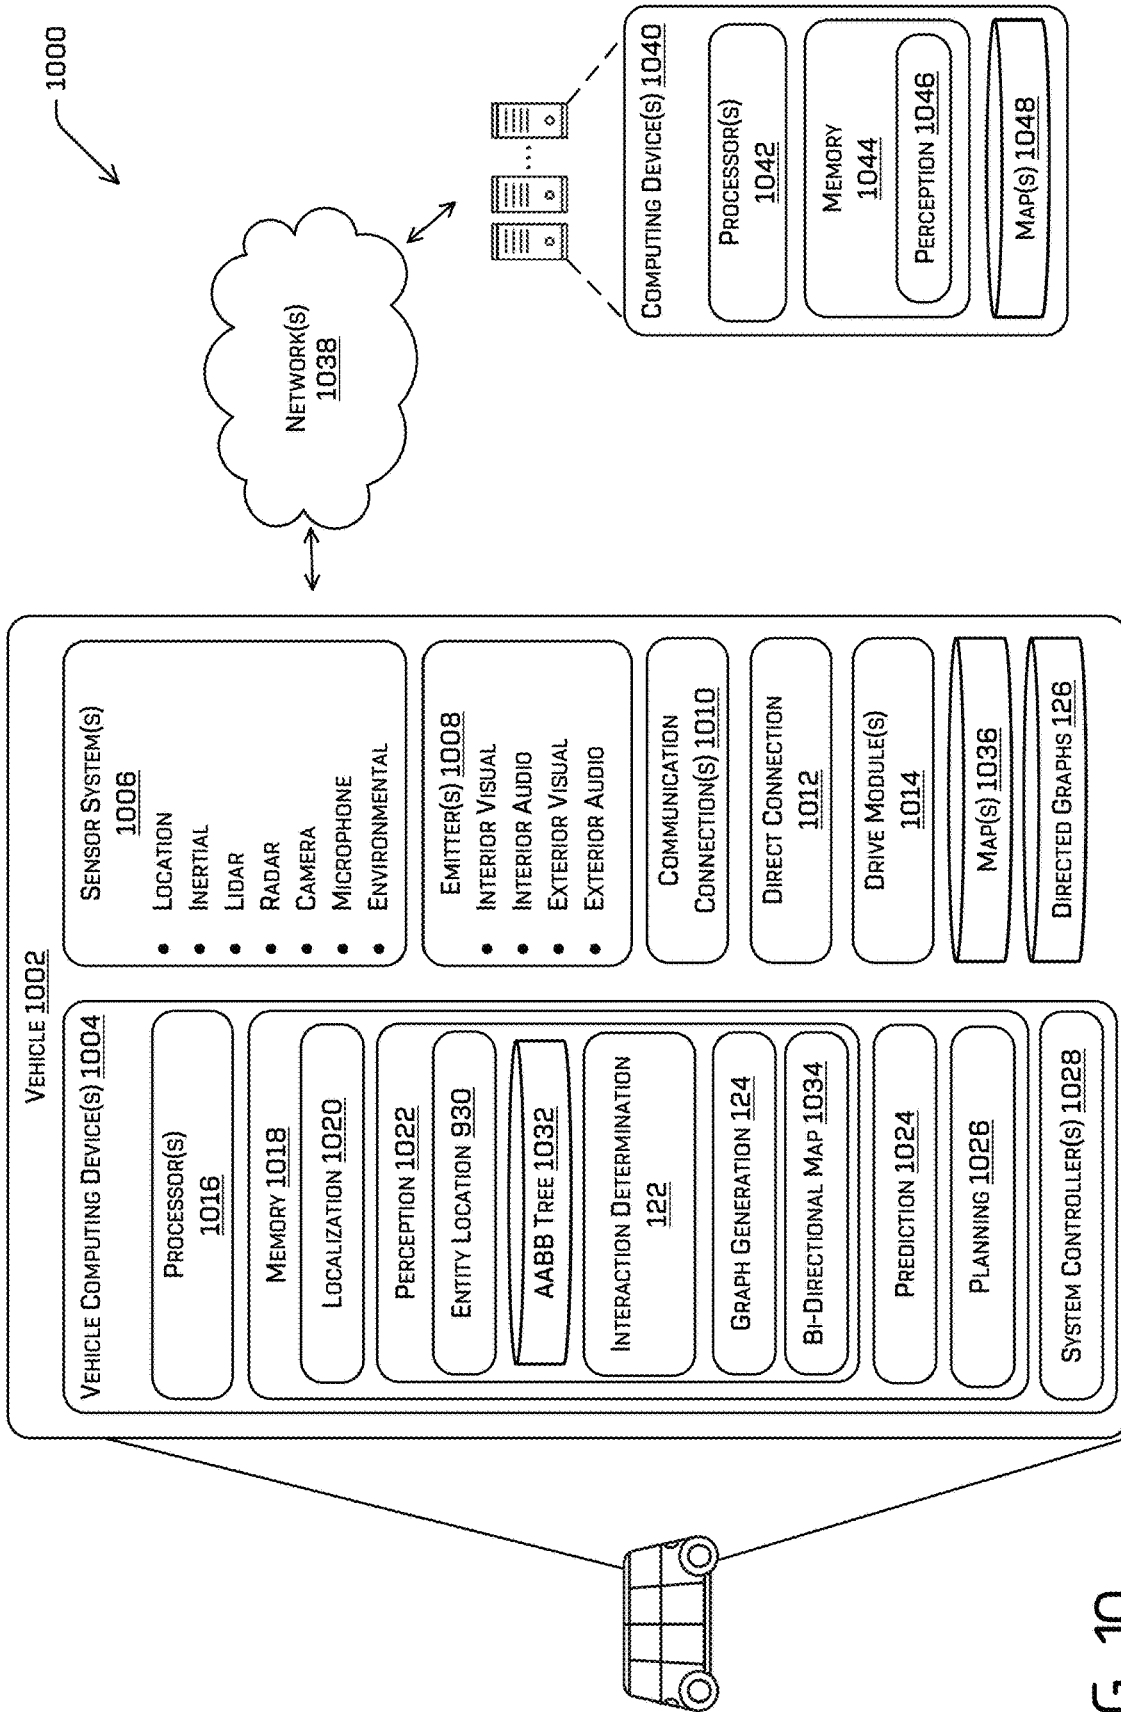 1000
VEHICLE 1002
VEHICLE COMPUTING DEVICE(S) 1004
PROCESSOR(S)
1016
MEMORY 1018
LOCALIZATION 1020
PERCEPTION 1022
ENTITY LOCATION 930
AABB TREE 1032
INTERACTION DETERMINATION
122
GRAPH GENERATION 124
BI-DIRECTIONAL MAP 1034
PREDICTION 1024
PLANNING 1026
SYSTEM CONTROLLER(S) 1028
SENSOR SYSTEM(S)
1006
• LOCATION
• INERTIAL
• LIDAR
• RADAR
• CAMERA
• MICROPHONE
• ENVIRONMENTAL
EMITTER(S) 1008
• INTERIOR VISUAL
• INTERIOR AUDIO
• EXTERIOR VISUAL
• EXTERIOR AUDIO
COMMUNICATION
CONNECTION(S) 1010
DIRECT CONNECTION
1012
DRIVE MODULE(S)
1014
MAP(S) 1036
DIRECTED GRAPHS 126
NETWORK(S)
1038
COMPUTING DEVICE(S) 1040
PROCESSOR(S)
1042
MEMORY
1044
PERCEPTION 1046
MAP(S) 1048